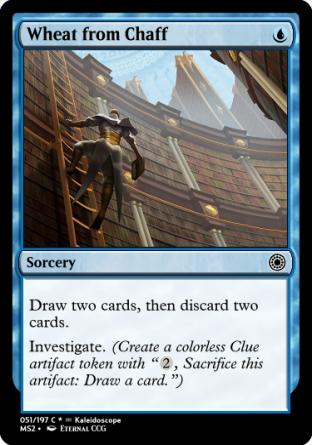 Wheat from Chaff
Sorcery
Draw two cards, then discard two
cards.
Investigate. (Create a colorless Clue
artifact token with “2, Sacrifice this
artifact: Draw a card.”)
051/197 C * = Kaleidoscope
MS2 • Eternal CCG